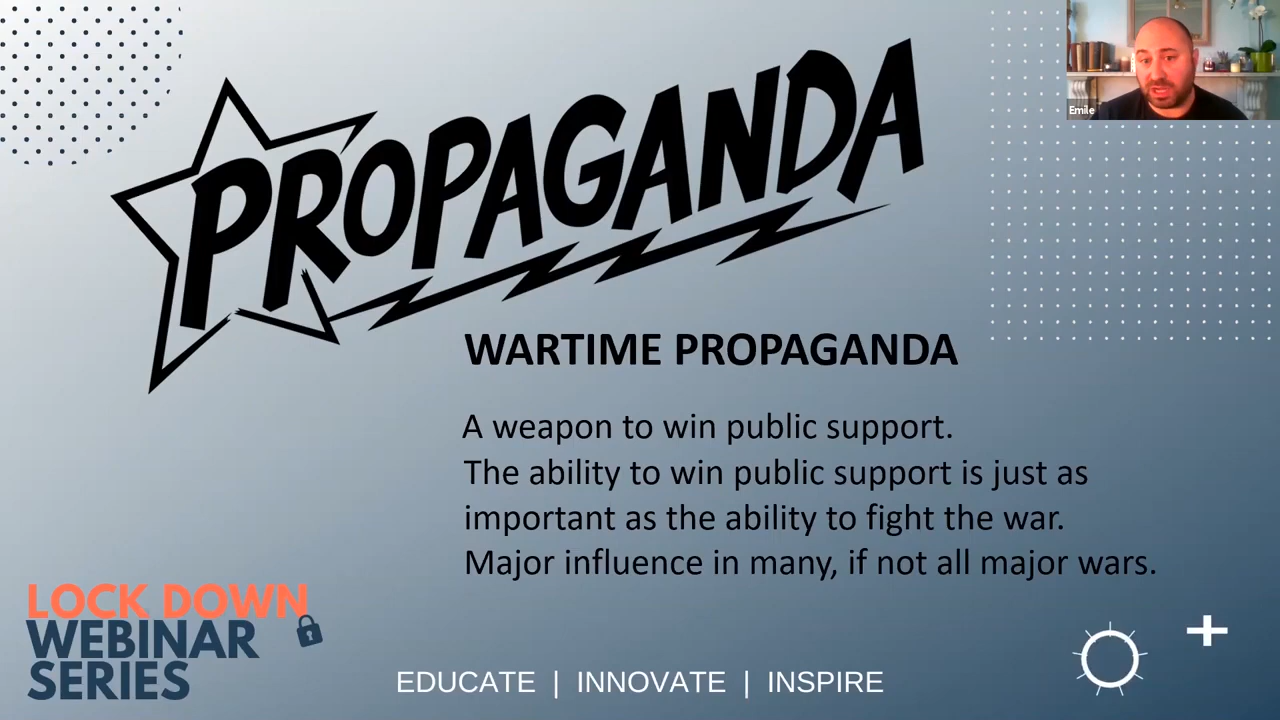 Emile
PROPAGANDA
WARTIME PROPAGANDA
A weapon to win public support.
The ability to win public support is just as
important as the ability to fight the war.
Major influence in many, if not all major wars.
LOCK DOWN
WEBINAR
SERIES
EDUCATE | INNOVATE | INSPIRE